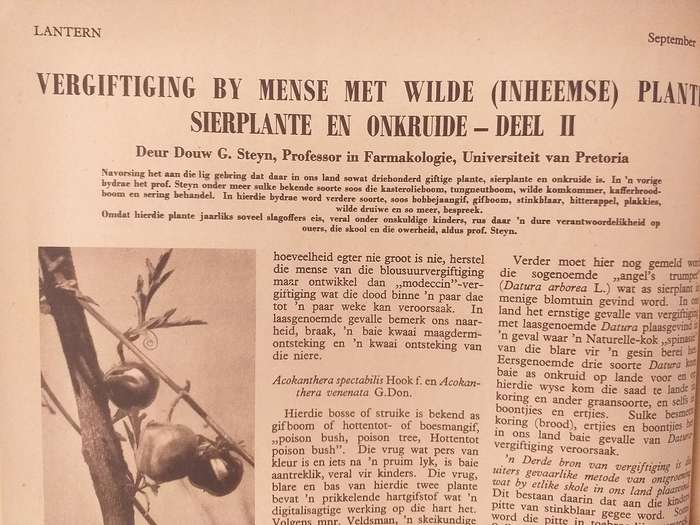 LANTERN
September
VERGIFTIGING BY MENSE MET WILDE (INHEEMSE)
SIERPLANTE EN ONKRUIDE — DEEL II
Deur Douw G. Steyn, Professor in Farmakologie, Universiteit van Pretoria
Navorsing het aan die lig gebring dat daar in ons land sowat driehonderd giftige plante, sierplante en onkruide is. In 'n vorige
bydrae het prof. Steyn onder meer sulke bekende soorte soos die kasterolieboom, tungneutboom, wilde komkommer, kafferbrood-
boom en sering behandel. In hierdie bydrae word verdere soorte, soos bobbejaangif, gifboom, stinkblaar, bitterappel, plakkies,
wilde druiwe en so meer, bespreek.
Omdat hierdie plante jaarliks soveel slagoffers eis, veral onder onskuldige kinders, rus daar 'n dure verantwoordelikheid op
ouers, die skool en die owerheid, aldus prof. Steyn.
hoeveelheid egter nie groot is nie, herstel
die mense van die blousuurvergiftiging
maar ontwikkel dan „modeccin"-ver-
giftiging wat die dood binne 'n paar dae
tot 'n paar weke kan veroorsaak. In
laasgenoemde gevalle bemerk ons naar-
heid, braak, 'n baie kwaai maagderm-
ontsteking en 'n kwaai ontsteking van
die niere.
Acokanthera spectabilis Hook f. en Acokan-
thera venenata G.Don.
Hierdie bosse of struike is bekend as
gifboom of hottentot- of boesmangif,
„poison bush", poison tree, Hottentot
poison bush". Die vrug wat pers van
kleur is en iets na 'n pruim lyk, is baie
aantreklik, veral vir kinders. Die vrug,
blare en bas van hierdie twee plante
bevat 'n prikkelende hartgifstof wat 'n
digitalisagtige werking op die hart het.
Volgens mnr. Veldsman, 'n skeikundige
Verder moet hier nog gemeld
die sogenoemde „angel's trumpet
(Datura arborea L.) wat as sierplant
menige blomtuin gevind word. In
land het ernstige gevalle van vergiftiging
met laasgenoemde Datura plaasgevind
'n geval waar 'n Naturelle-kok „spinasie
van die blare vir 'n gesin berei
Eersgenoemde drie soorte Datura
baie as onkruid op lande voor en
hierdie wyse kom die saad te lande
koring en ander graansoorte, en selfs
boontjies en ertjies. Sulke
koring (brood), ertjies en boontjies
in ons land baie gevalle van Datura
vergiftiging veroorsaak.
'n Derde bron van vergiftiging is
uiters gevaarlike metode van
wat by etlike skole in ons land
Dit bestaan daarin dat aan die
pitte van stinkblaar gegee word.
word die pitte in